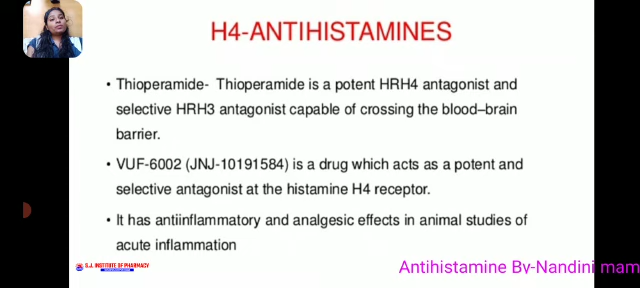 H4-ANTIHISTAMINES
• Thioperamide- Thioperamide is a potent HRH4 antagonist and
selective HRH3 antagonist capable of crossing the blood–brain
barrier.
• VUF-6002 (JNJ-10191584) is a drug which acts as a potent and
selective antagonist at the histamine H4 receptor.
• It has antiinflammatory and analgesic effects in animal studies of
acute inflammation
S.J. INSTITUTE OF PHARMACY
Antihistamine By-Nandini mam